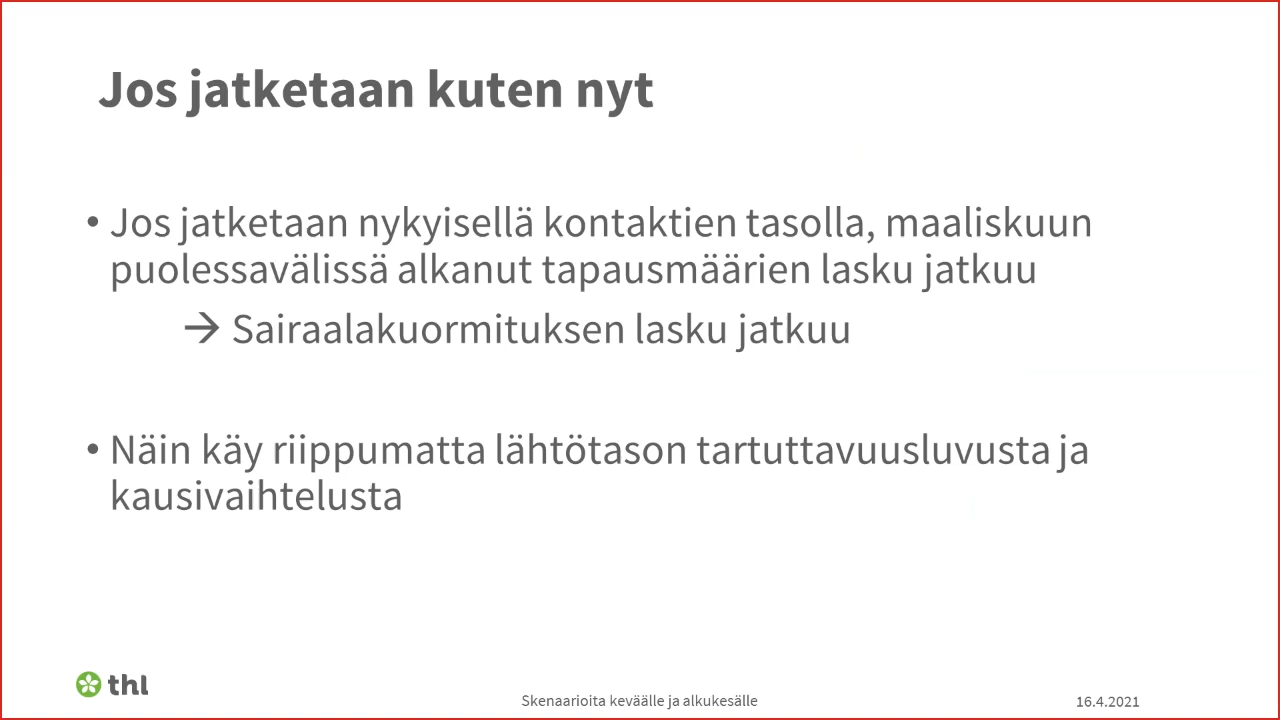 Jos jatketaan kuten nyt
• Jos jatketaan nykyisellä kontaktien tasolla, maaliskuun
puolessavälissä alkanut tapausmäärien lasku jatkuu
→ Sairaalakuormituksen lasku jatkuu
• Näin käy riippumatta lähtötason tartuttavuusluvusta ja
kausivaihtelusta
thl
Skenaarioita keväälle ja alkukesälle
16.4.2021